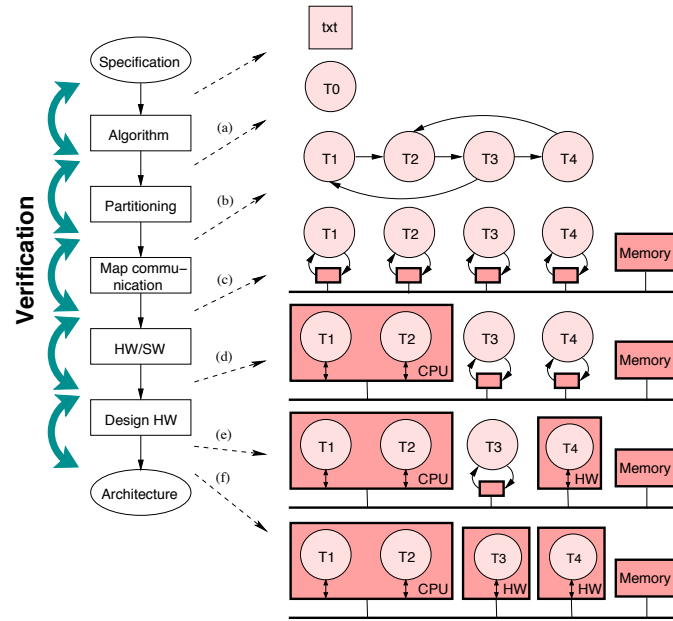 txt
Specification
T0
(a)
Algorithm
T1 T2 T3 T4
(b)
Partitioning
T1 T2 T3 T4
Memory
Map commu-
nication
(c)
Verification
T1 T2 T3 T4
HW/SW
(d)
CPU
Memory
Design HW
(e)
T1 T2 T3 T4
CPU
HW
Memory
Architecture
(f)
T1 T2 T3 T4
CPU
HW
HW
Memory